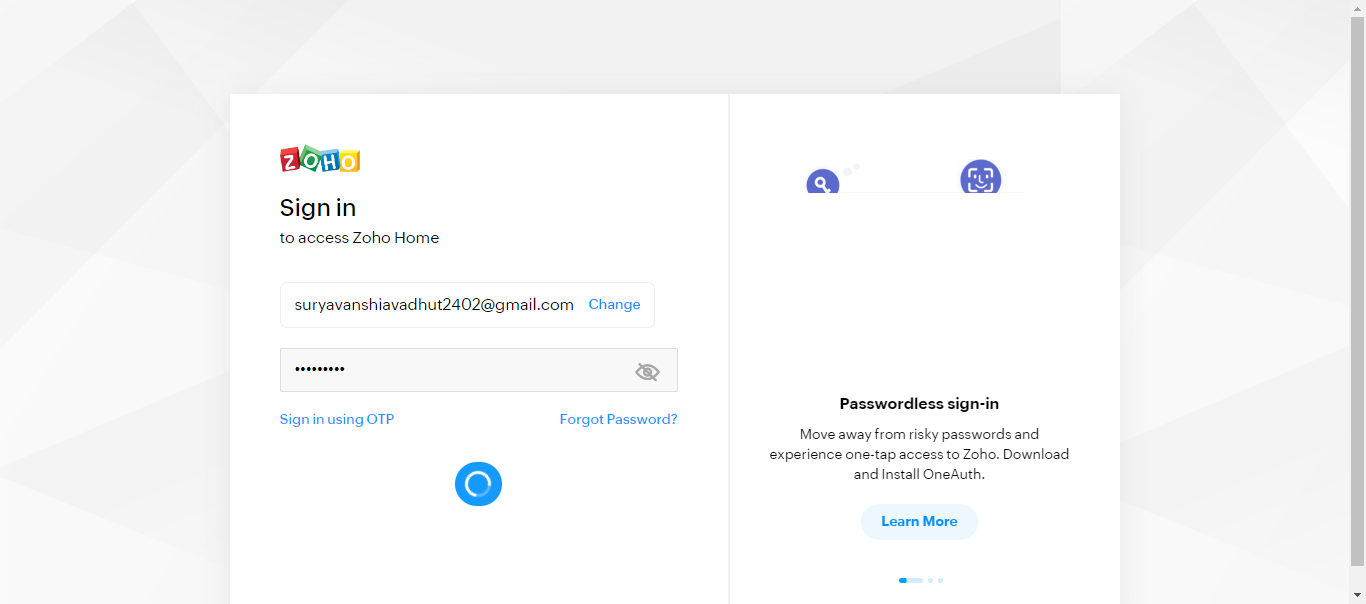 ZOHO
Sign in
to access Zoho Home
suryavanshiavadhut2402@gmail.com Change
•••••••••
Sign in using OTP Forgot Password?
Passwordless sign-in
Move away from risky passwords and
experience one-tap access to Zoho. Download
and Install OneAuth.
Learn More